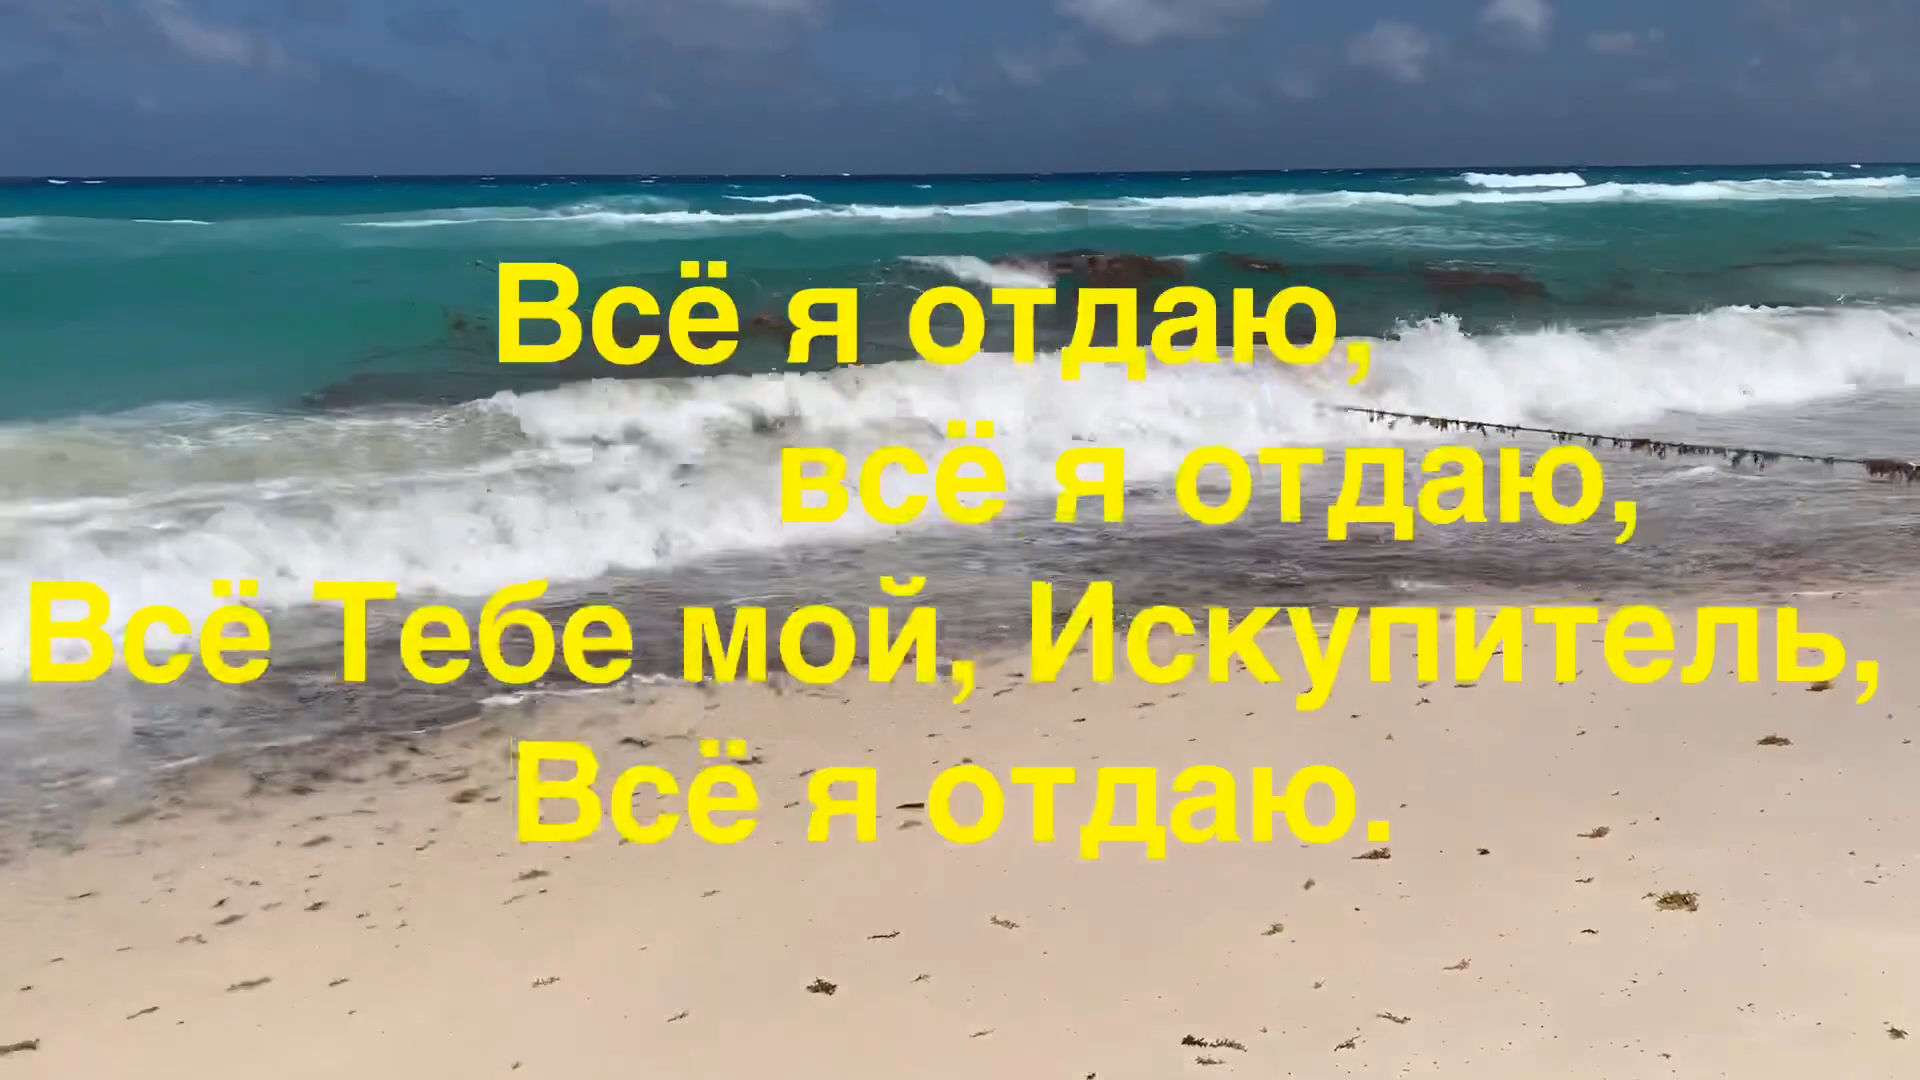 Всё я отдаю,
всё я отдаю,
Всё Тебе мой, Искупитель,
Всё я отдаю.